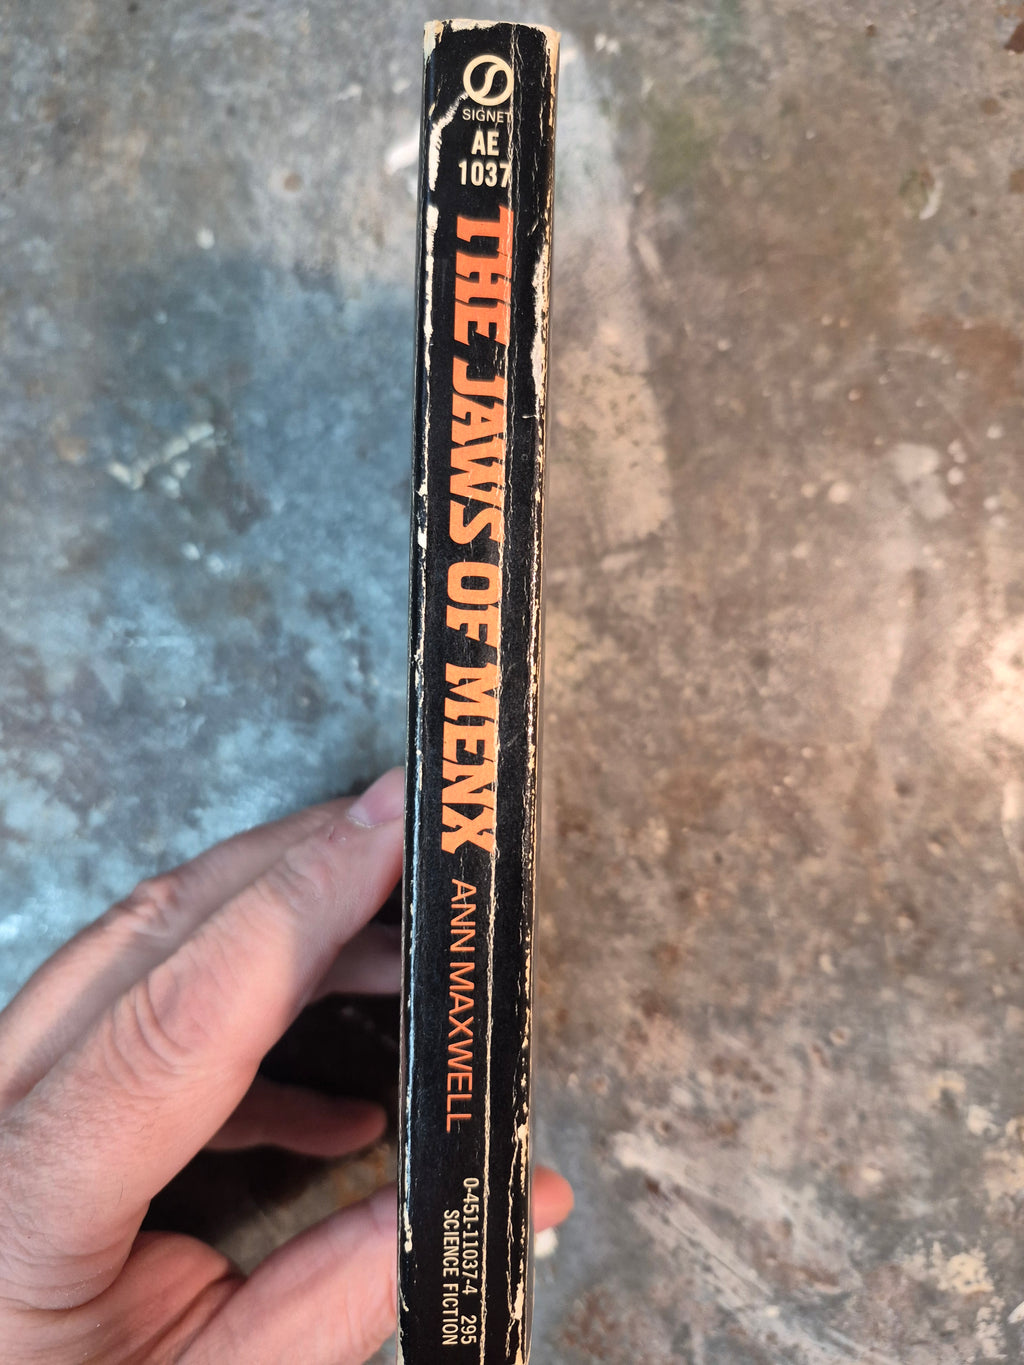 SIGNET
AE
1037
THE JAWS OF MENX
ANN MAXWELL
0-451-11037-4 295
SCIENCE FICTION